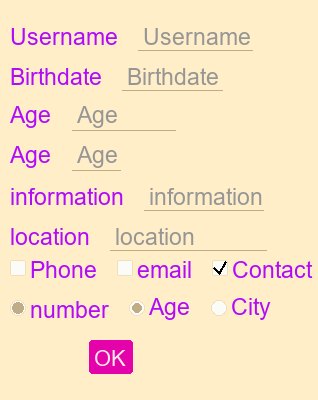 Username Username
Birthdate Birthdate
Age Age
Age Age
information information
location location
Phone email Contact
number Age City
OK